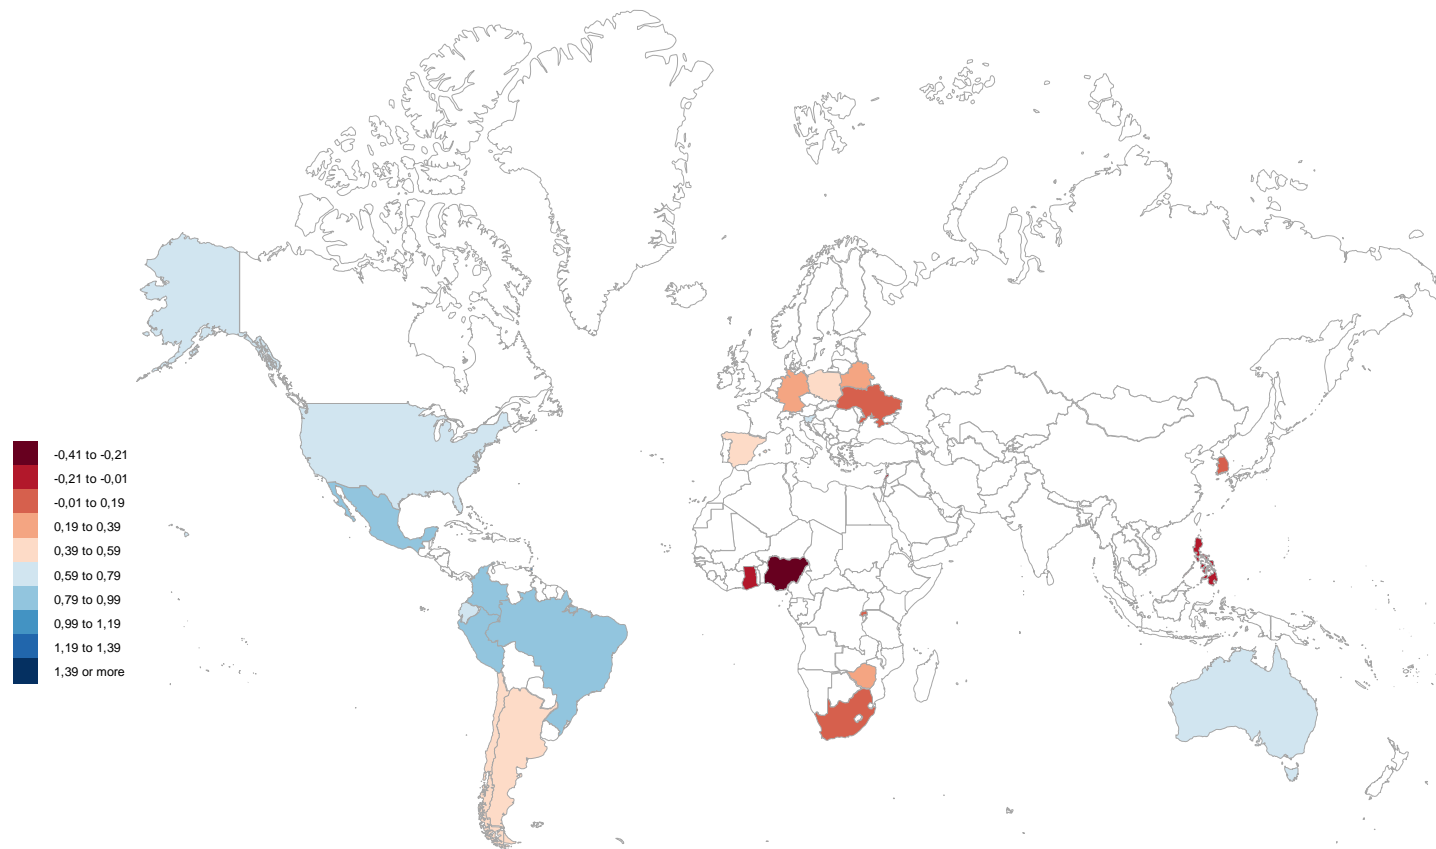 -0,41 to -0,21
-0,21 to -0,01
-0,01 to 0,19
0,19 to 0,39
0,39 to 0,59
0,59 to 0,79
0,79 to 0,99
0,99 to 1,19
1,19 to 1,39
1,39 or more